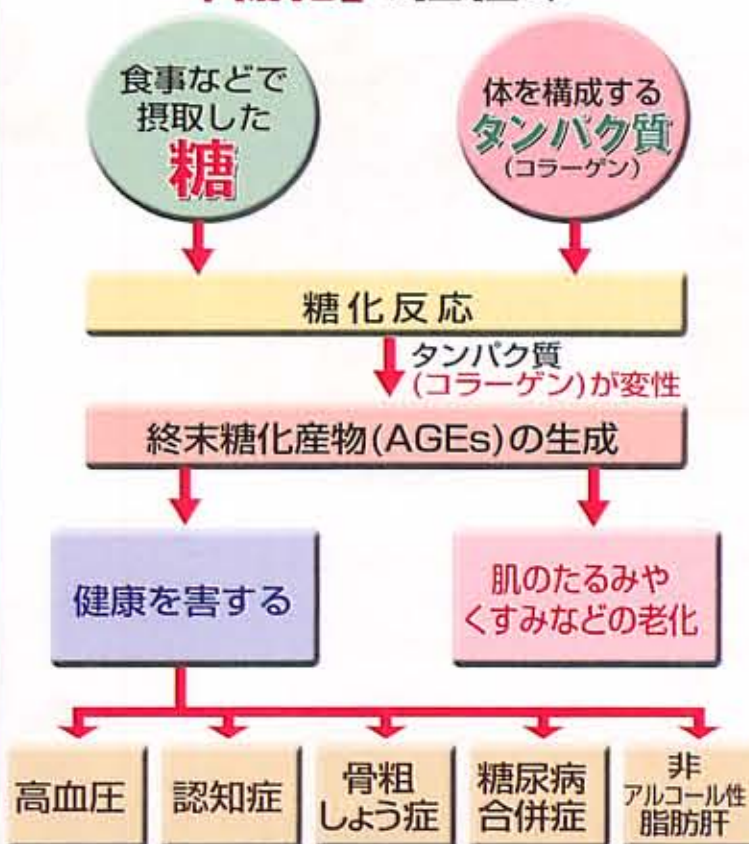 食事などで
摂取した
糖
体を構成する
タンパク質
(コラーゲン)
糖化反応
タンパク質
(コラーゲン)が変性
終末糖化産物(AGEs)の生成
健康を害する
肌のたるみや
くすみなどの老化
高血圧
認知症
骨粗
しょう症
糖尿病
合併症
非
アルコール性
脂肪肝